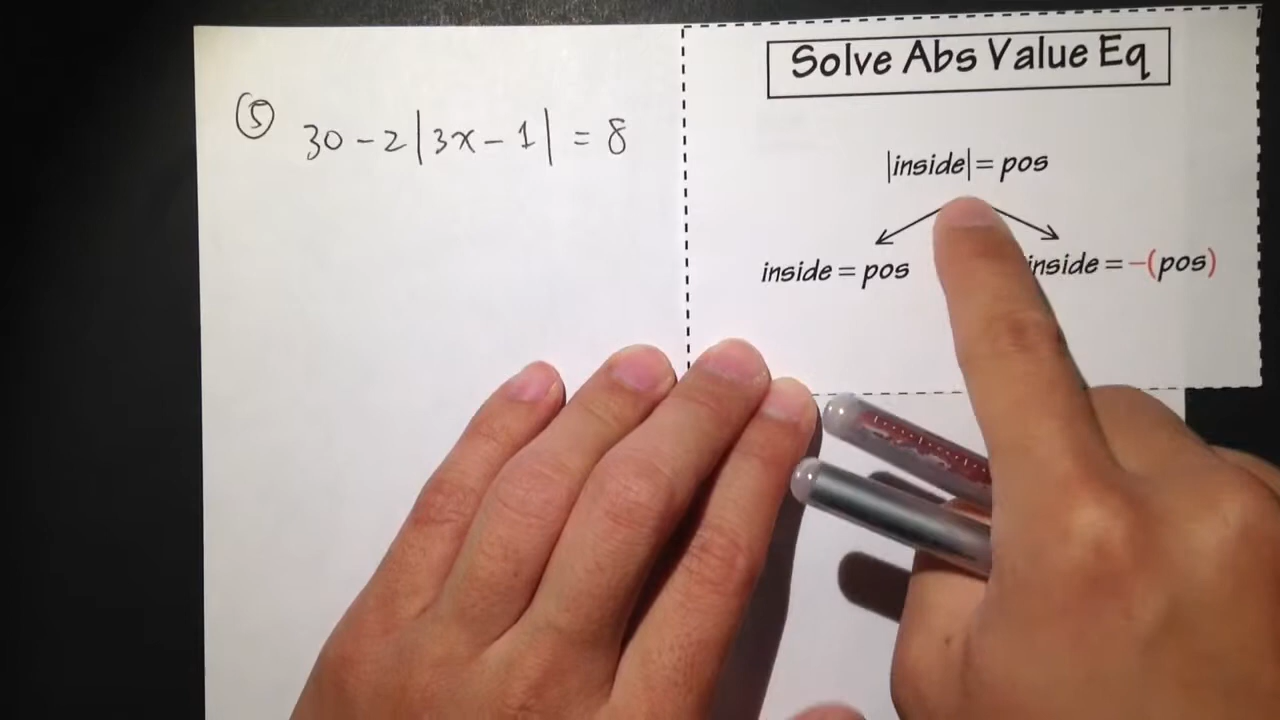 ⑤ 30 - 2|3x - 1| = 8
Solve Abs Value Eq
|inside| = pos
inside = pos
inside = -(pos)